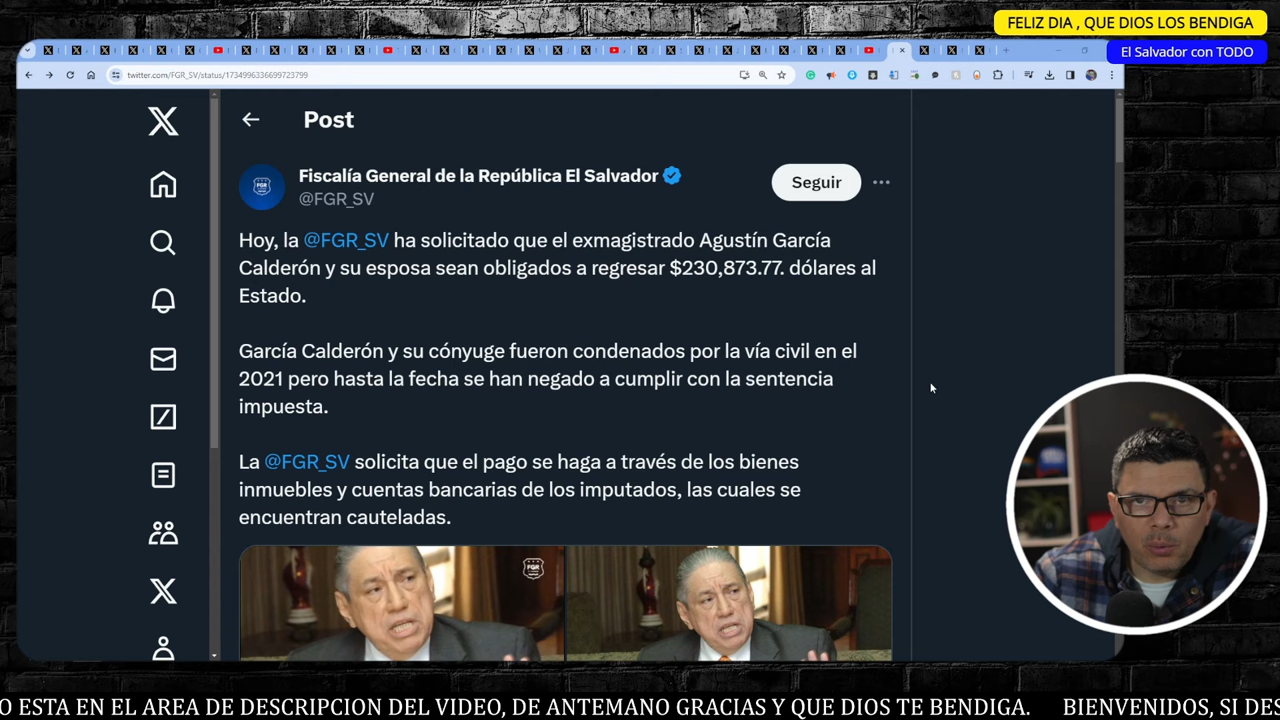 FELIZ DIA , QUE DIOS LOS BENDIGA
El Salvador con TODO
twitter.com/FGR_SV/status/1734996336699723799
Post
Fiscalía General de la República El Salvador
@FGR_SV
Seguir
Hoy, la @FGR_SV ha solicitado que el exmagistrado Agustín García
Calderón y su esposa sean obligados a regresar $230,873.77. dólares al
Estado.
García Calderón y su cónyuge fueron condenados por la vía civil en el
2021 pero hasta la fecha se han negado a cumplir con la sentencia
impuesta.
La @FGR_SV solicita que el pago se haga a través de los bienes
inmuebles y cuentas bancarias de los imputados, las cuales se
encuentran cauteladas.
FGR
O ESTA EN EL AREA DE DESCRIPCION DEL VIDEO, DE ANTEMANO GRACIAS Y QUE DIOS TE BENDIGA. BIENVENIDOS, SI DES